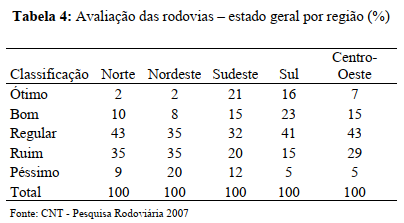 Tabela 4: Avaliação das rodovias – estado geral por região (%)
Centro-
Classificação Norte Nordeste Sudeste Sul Oeste
Ótimo 2 2 21 16 7
Bom 10 8 15 23 15
Regular 43 35 32 41 43
Ruim 35 35 20 15 29
Péssimo 9 20 12 5 5
Total 100 100 100 100 100
Fonte: CNT - Pesquisa Rodoviária 2007